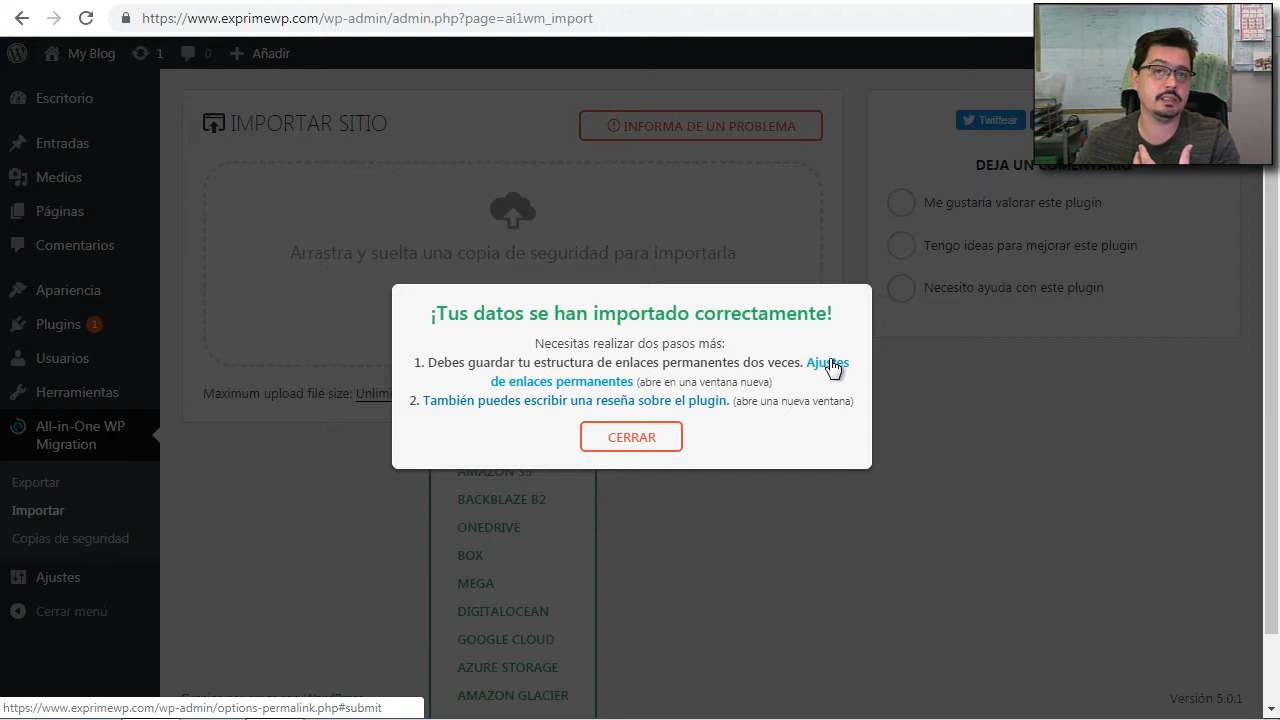 https://www.exprimewp.com/wp-admin/admin.php?page=ai1wm_import
My Blog 1 0 Añadir
Escritorio
Entradas
Medios
Páginas
Comentarios
Apariencia
Plugins 1
Usuarios
Herramientas
All-in-One WP
Migration
Exportar
Importar
Copias de seguridad
Ajustes
Cerrar menú
IMPORTAR SITIO
INFORMA DE UN PROBLEMA
Arrastra y suelta una copia de seguridad para importarla
Maximum upload file size:
¡Tus datos se han importado correctamente!
Necesitas realizar dos pasos más:
1. Debes guardar tu estructura de enlaces permanentes dos veces. Ajustes
de enlaces permanentes (abre en una ventana nueva)
2. También puedes escribir una reseña sobre el plugin. (abre una nueva ventana)
CERRAR
AMAZON S3
BACKBLAZE B2
ONEDRIVE
BOX
MEGA
DIGITALOCEAN
GOOGLE CLOUD
AZURE STORAGE
AMAZON GLACIER
Twittear
DEJA UN COMENTARIO
Me gustaría valorar este plugin
Tengo ideas para mejorar este plugin
Necesito ayuda con este plugin
Versión 5.0.1
https://www.exprimewp.com/wp-admin/options-permalink.php#submit